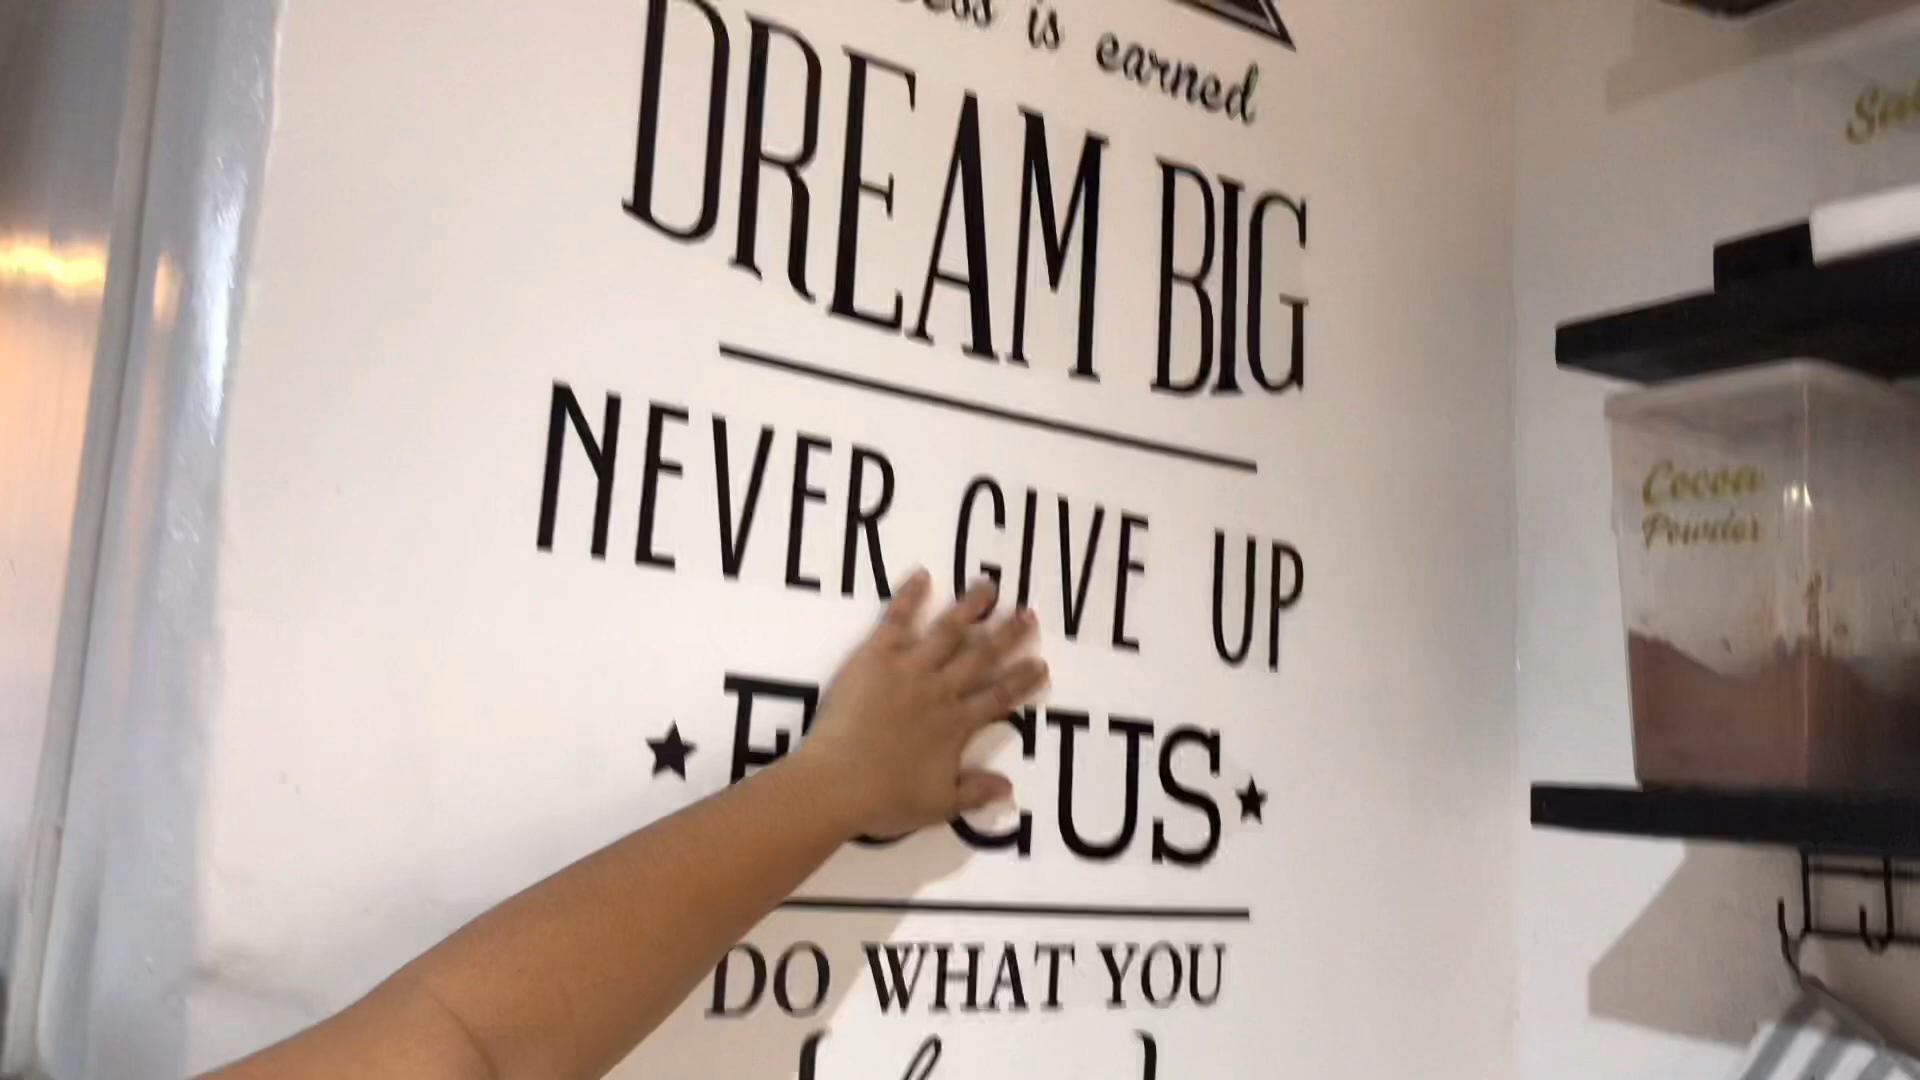 is earned
DREAM BIG
NEVER GIVE UP
FOCUS
DO WHAT YOU
Cocoa
Powder